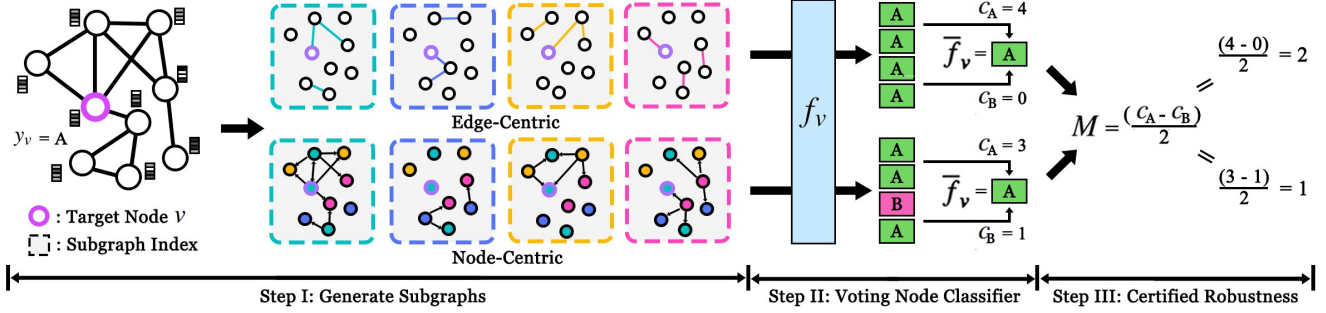 y_v = A
: Target Node v
: Subgraph Index
Edge-Centric
Node-Centric
f_v
A
A
A
A
C_A = 4
f̅_v = A
C_B = 0
A
A
B
A
C_A = 3
f̅_v = A
C_B = 1
M = (C_A - C_B) / 2
= (4 - 0) / 2 = 2
= (3 - 1) / 2 = 1
Step I: Generate Subgraphs
Step II: Voting Node Classifier
Step III: Certified Robustness